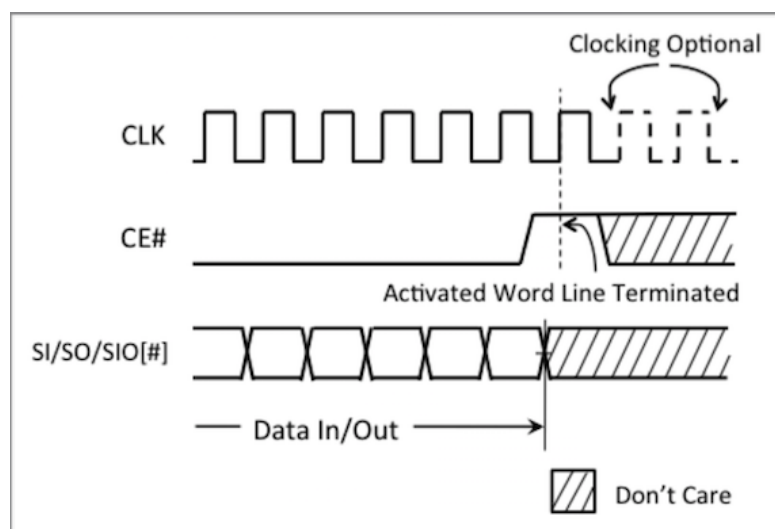 Clocking Optional
CLK
CE#
Activated Word Line Terminated
SI/SO/SIO[#]
Data In/Out
Don't Care